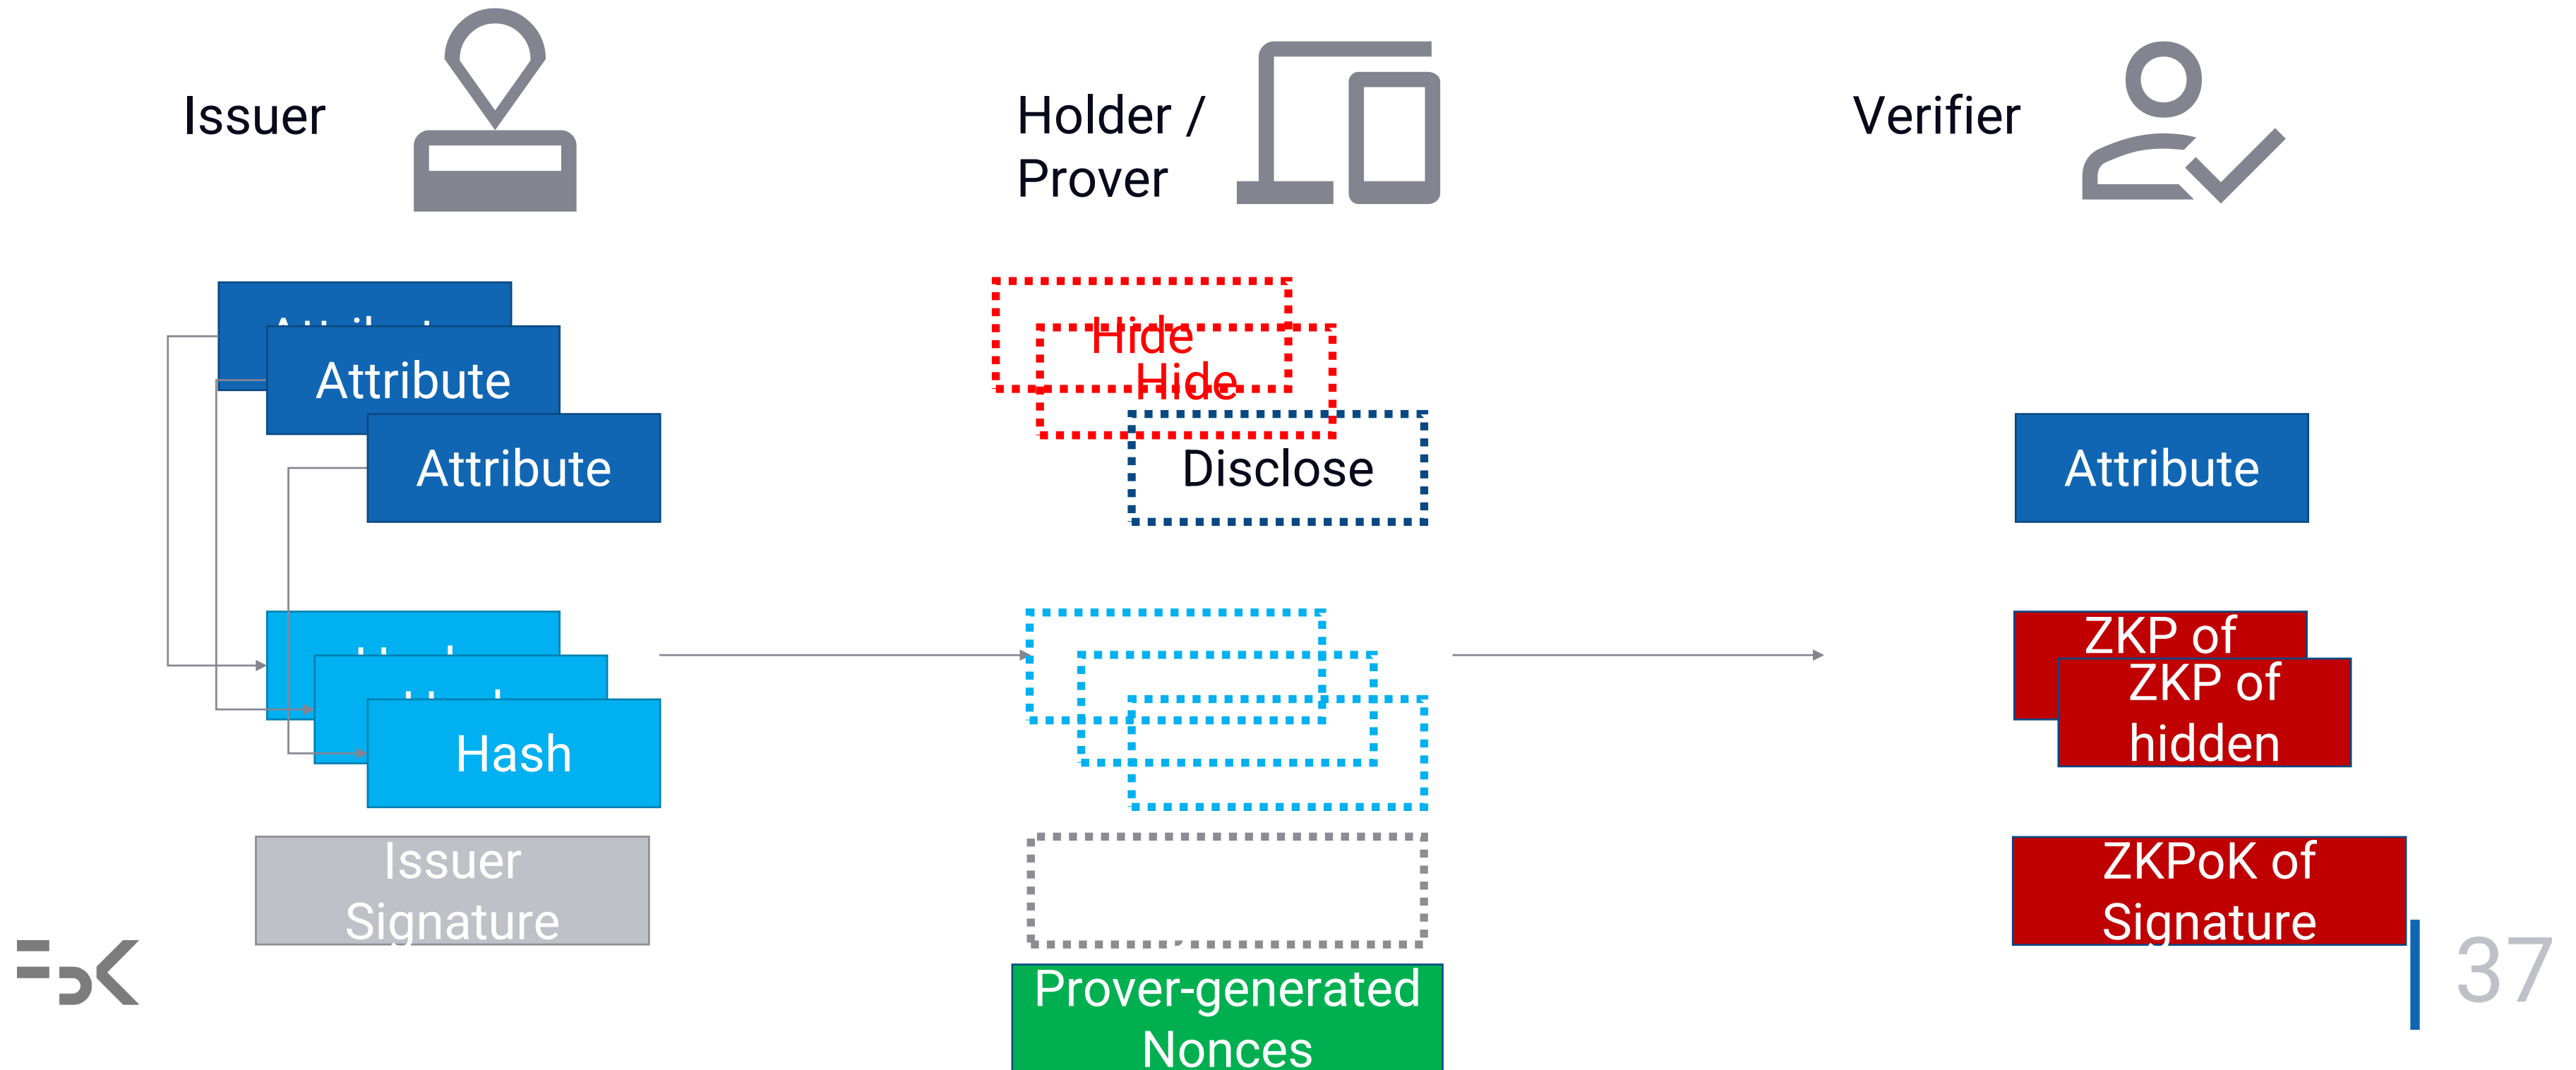 Issuer
Holder /
Prover
Verifier
Attribute
Attribute
Hide
Hide
Disclose
Attribute
Hash
ZKP of
ZKP of
hidden
Issuer
Signature
ZKPoK of
Signature
Prover-generated
Nonces
FBK
37